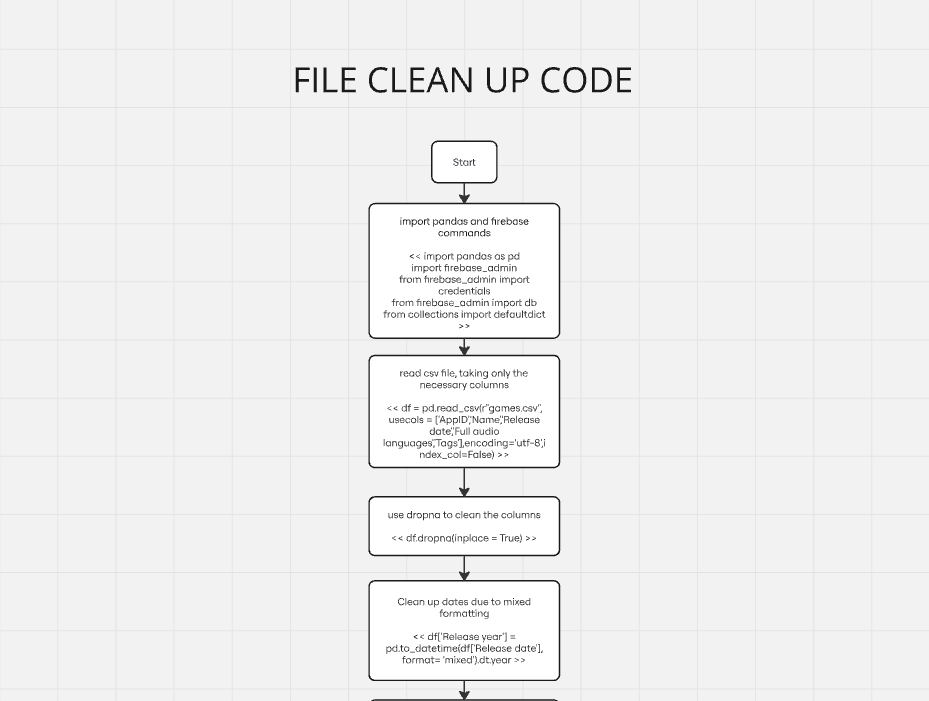 FILE CLEAN UP CODE
Start
import pandas and firebase
commands
<< import pandas as pd
import firebase_admin
from firebase_admin import
credentials
from firebase_admin import db
from collections import defaultdict
>>
read csv file, taking only the
necessary columns
<< df = pd.read_csv(r"games.csv",
usecols = ['AppID','Name','Release
date','Full audio
languages','Tags'],encoding='utf-8',i
ndex_col=False) >>
use dropna to clean the columns
<< df.dropna(inplace = True) >>
Clean up dates due to mixed
formatting
<< df['Release year'] =
pd.to_datetime(df['Release date'],
format= 'mixed').dt.year >>